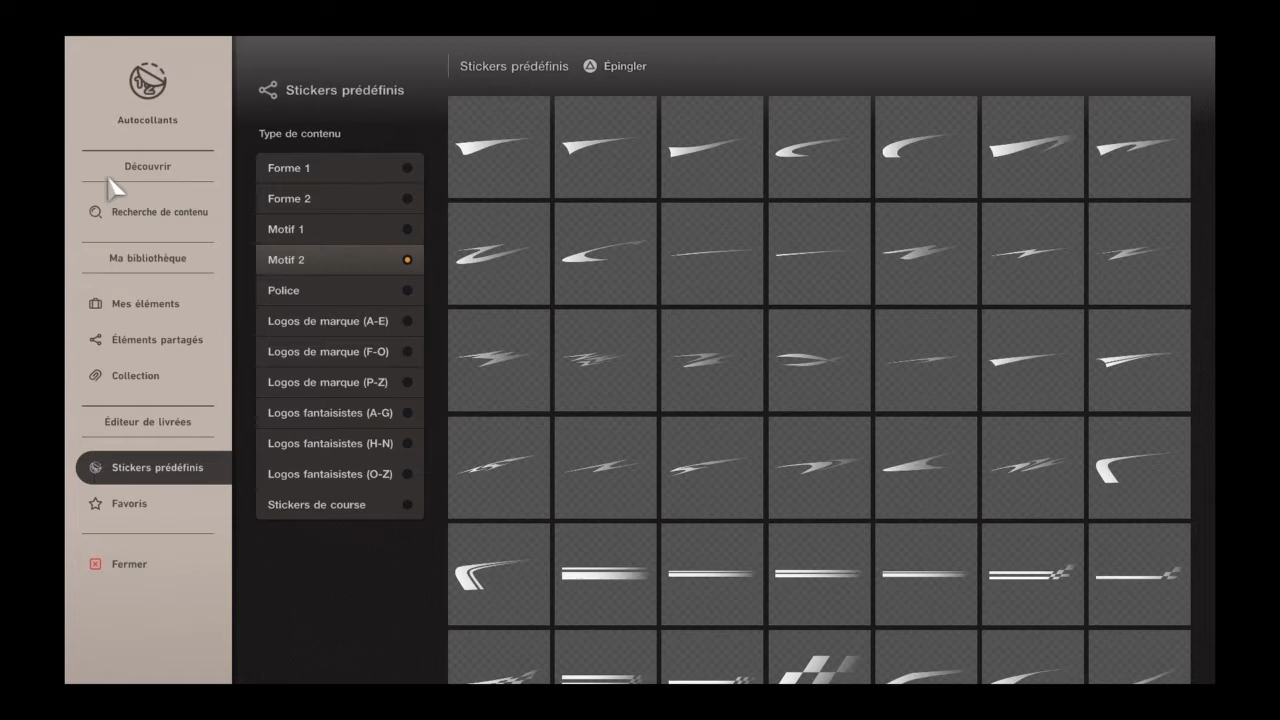 Autocollants
Découvrir
Recherche de contenu
Ma bibliothèque
Mes éléments
Éléments partagés
Collection
Éditeur de livrées
Stickers prédéfinis
Favoris
Fermer
Stickers prédéfinis
Type de contenu
Forme 1
Forme 2
Motif 1
Motif 2
Police
Logos de marque (A-E)
Logos de marque (F-O)
Logos de marque (P-Z)
Logos fantaisistes (A-G)
Logos fantaisistes (H-N)
Logos fantaisistes (O-Z)
Stickers de course
Stickers prédéfinis Épingler